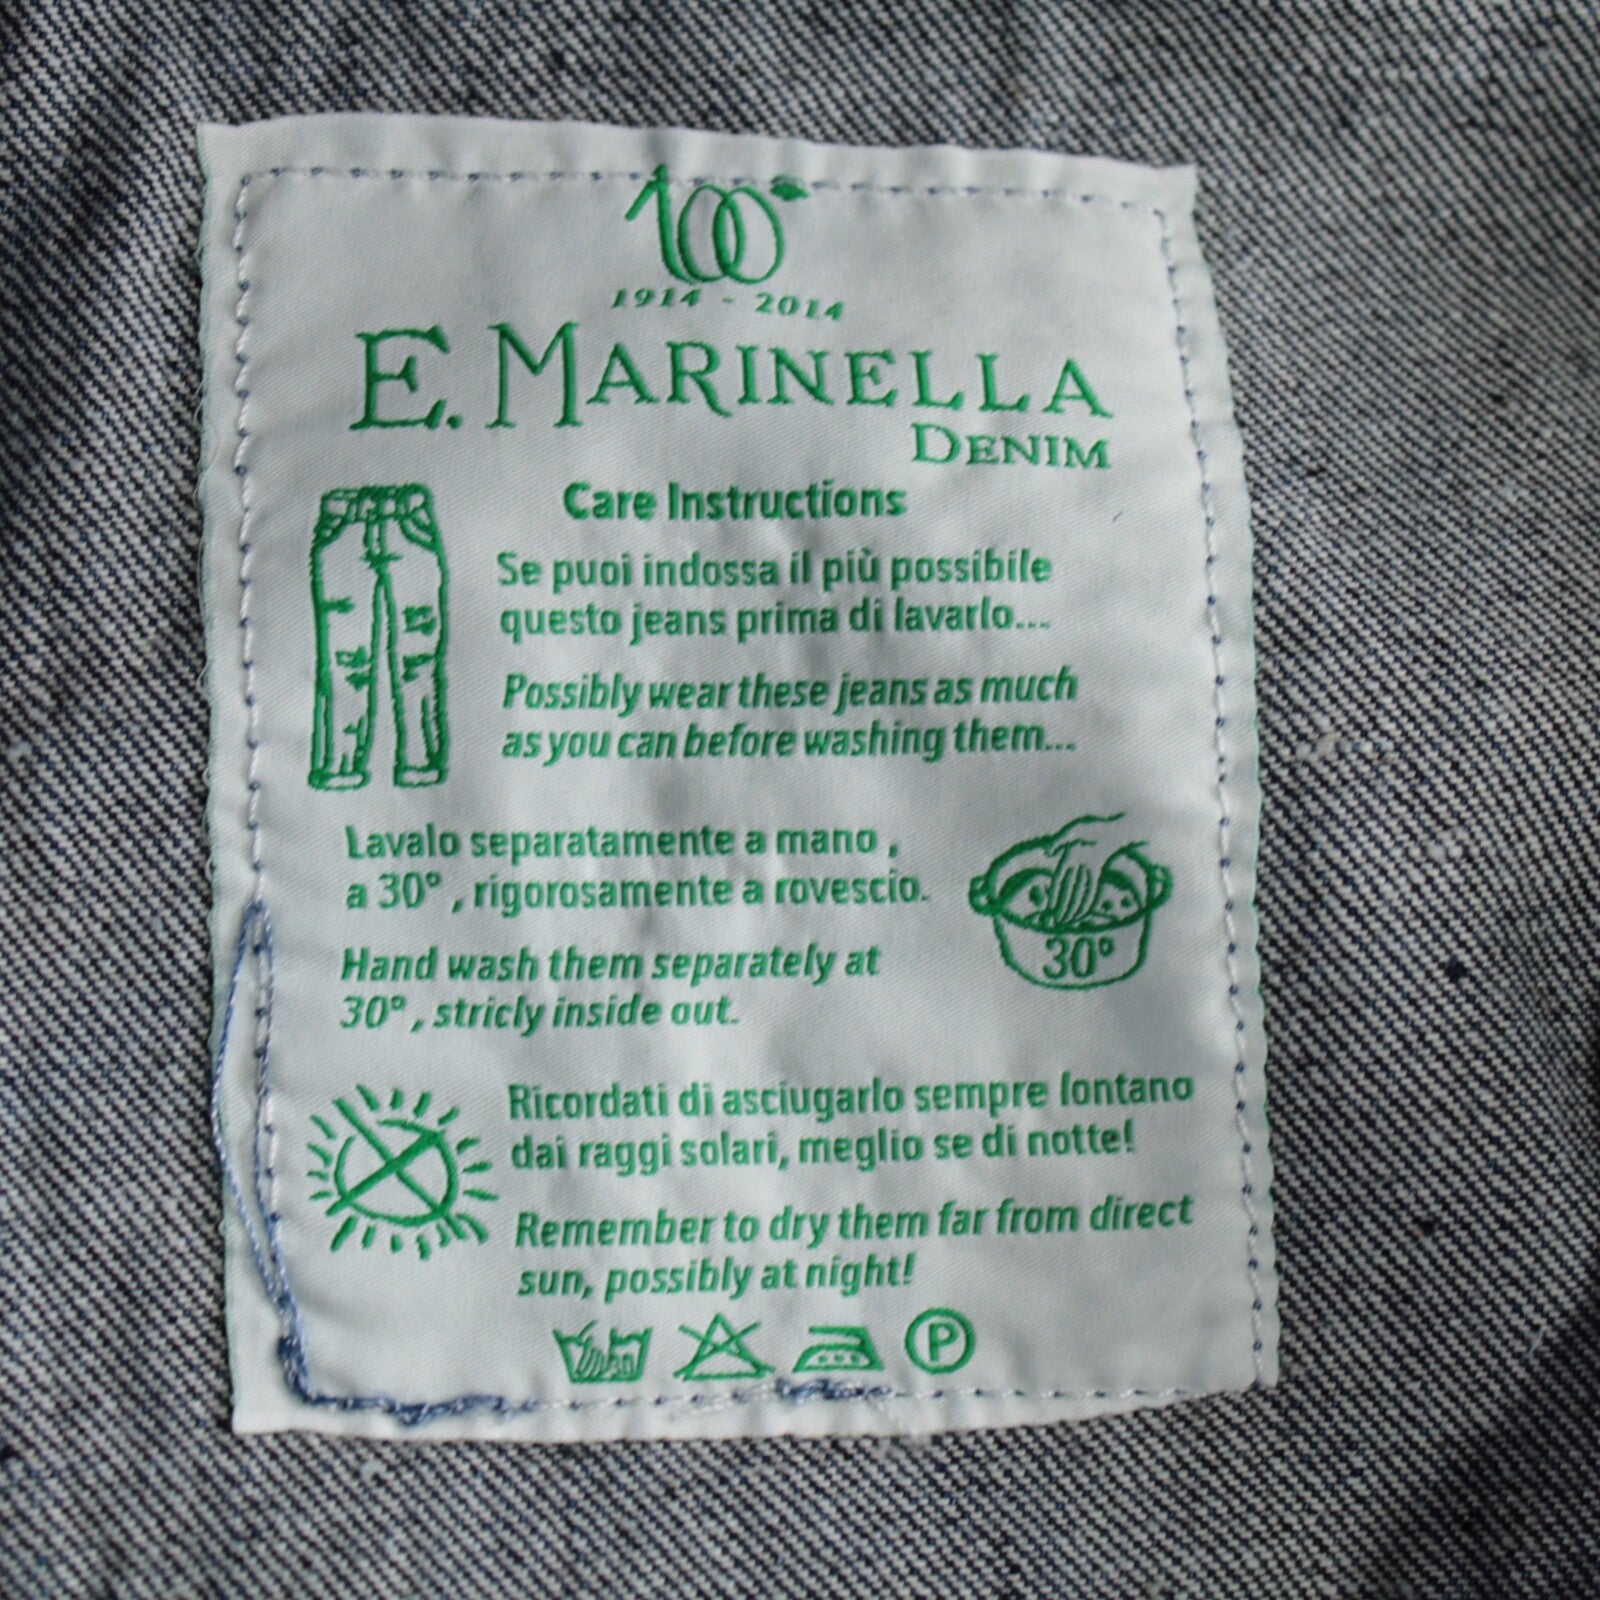 100
1914 - 2014
E. MARINELLA
DENIM
Care Instructions
Se puoi indossa il più possibile
questo jeans prima di lavarlo...
Possibly wear these jeans as much
as you can before washing them...
Lavalo separatamente a mano ,
a 30° , rigorosamente a rovescio.
30°
Hand wash them separately at
30° , stricly inside out.
Ricordati di asciugarlo sempre lontano
dai raggi solari, meglio se di notte!
Remember to dry them far from direct
sun, possibly at night!
P